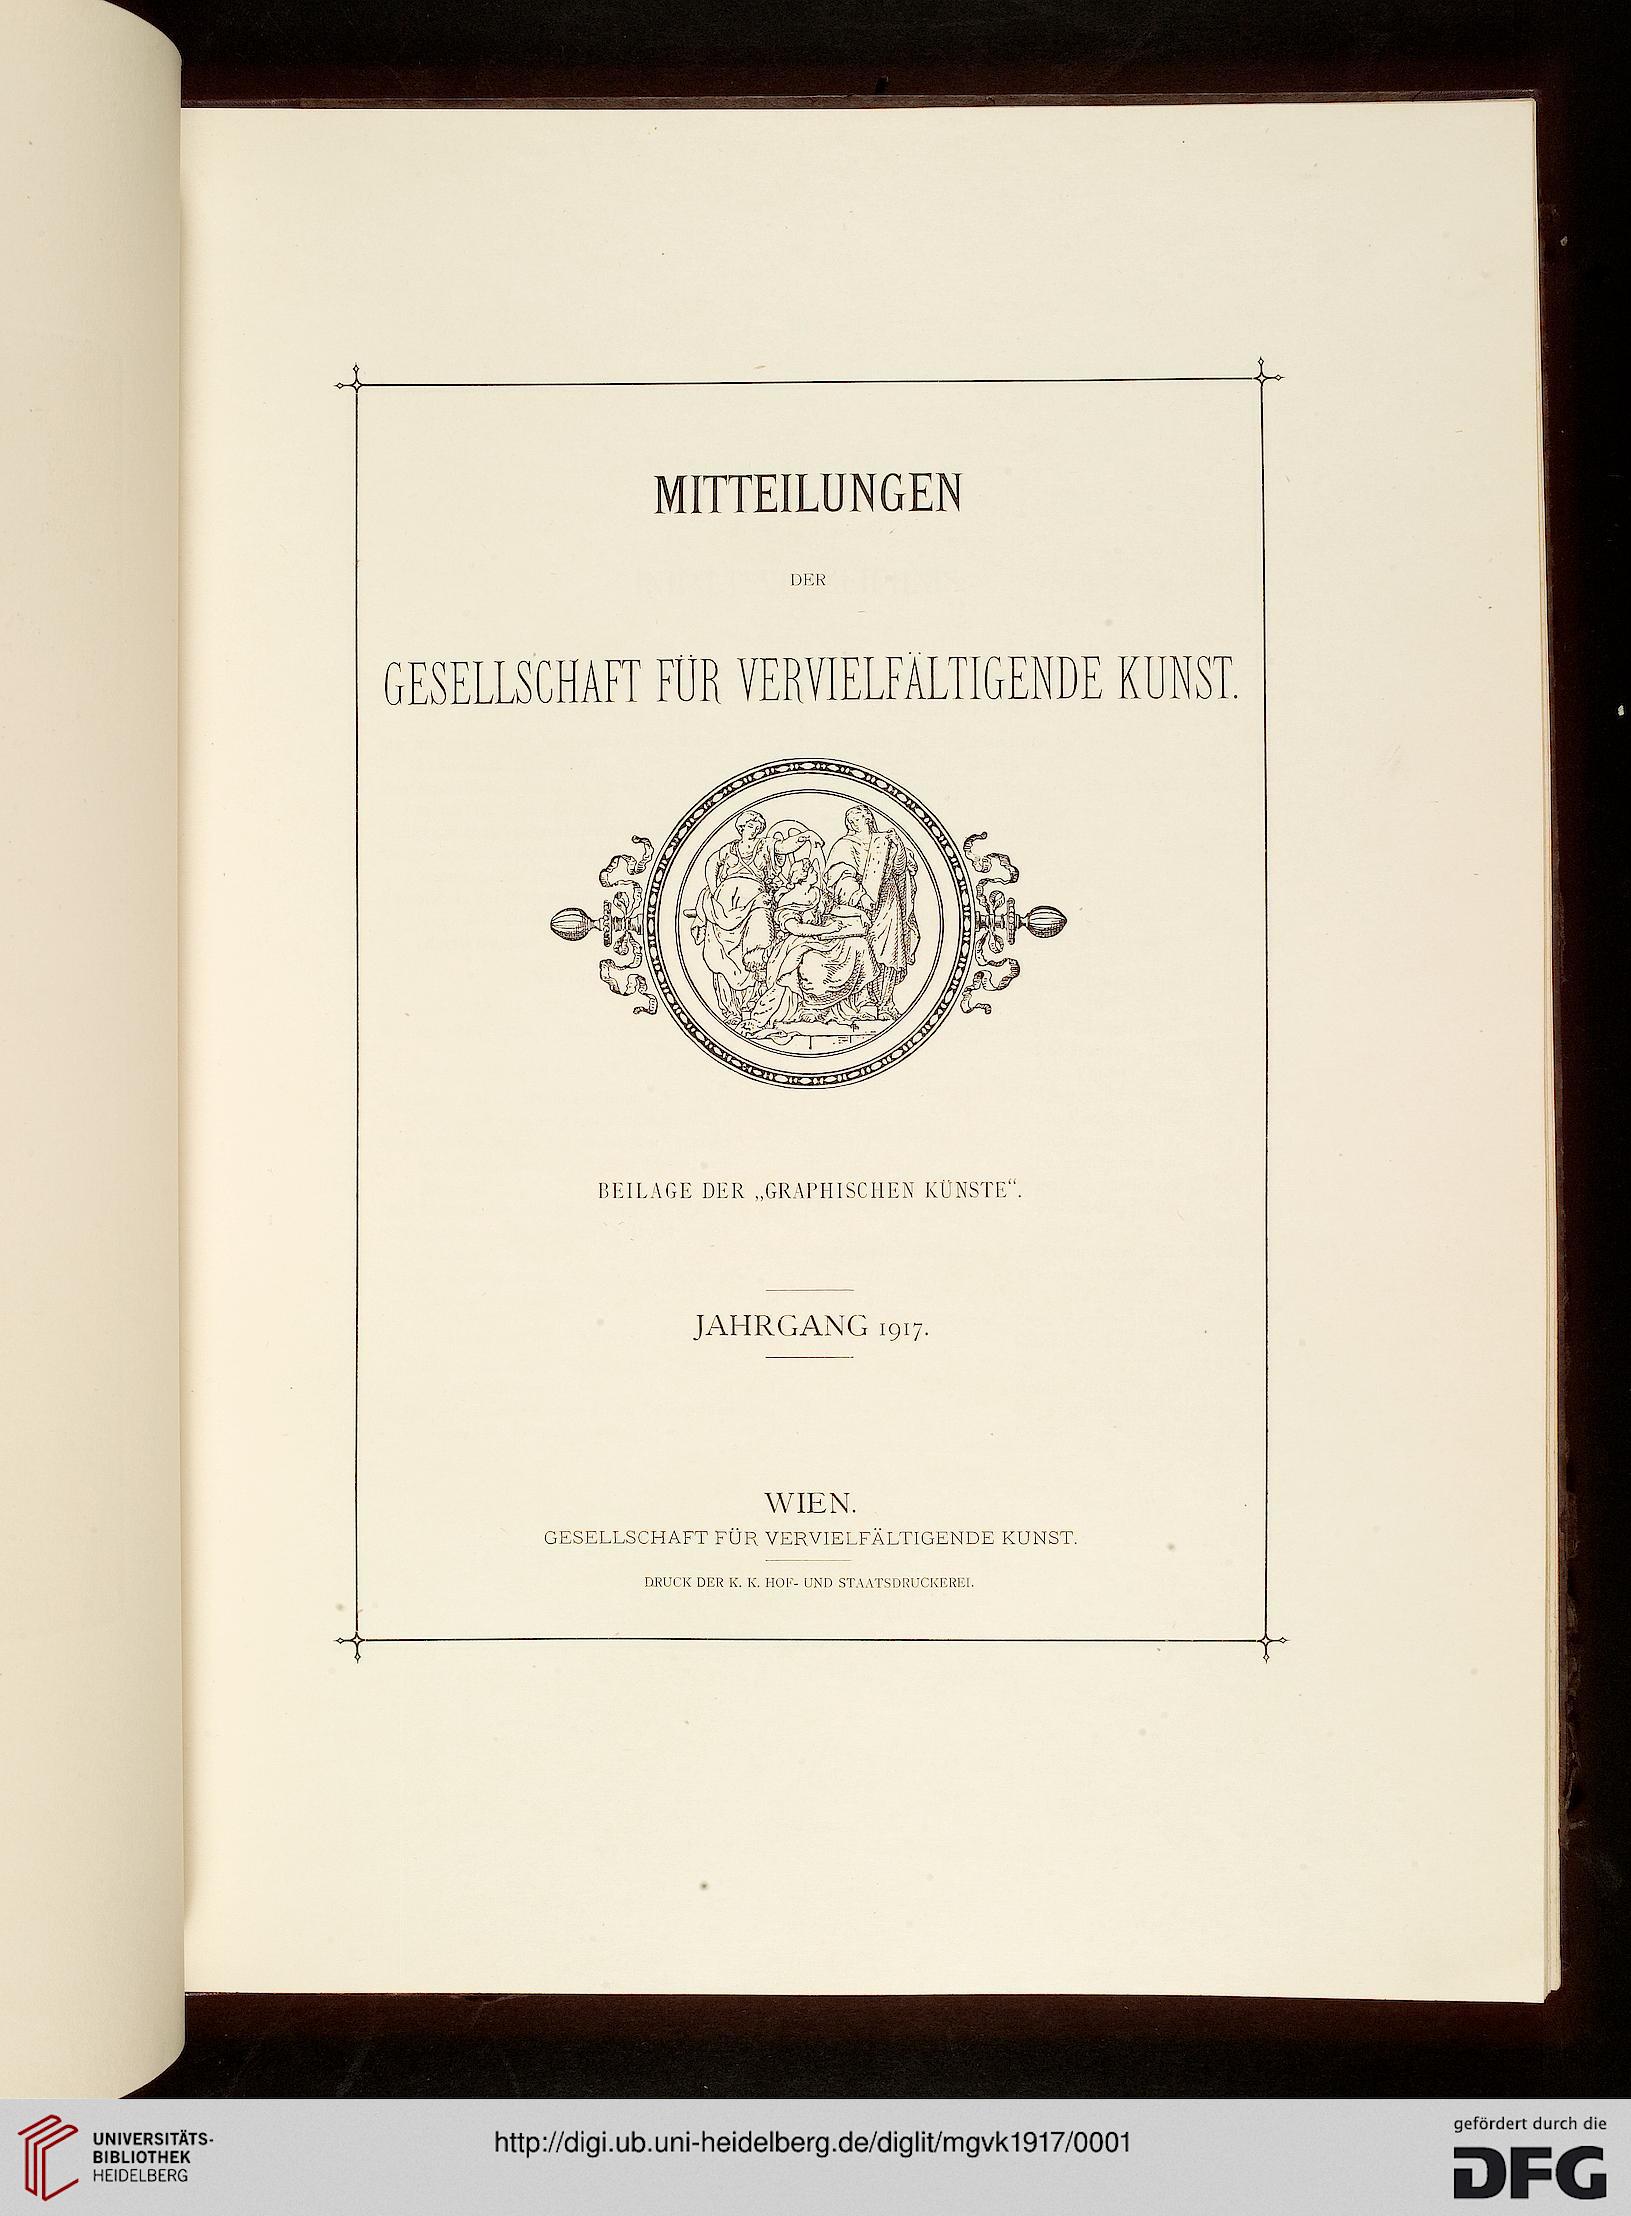 MITTEILUNGEN
DER
GESELLSCHAFT FÜR VERVIELFÄLTIGENDE KUNST.
BEILAGE DER „GRAPHISCHEN KÜNSTE“.
JAHRGANG 1917.
WIEN.
GESELLSCHAFT FÜR VERVIELFÄLTIGENDE KUNST.
DRUCK DER K. K. HOF- UND STAATSDRUCKEREI.
UNIVERSITÄTS-
BIBLIOTHEK
HEIDELBERG
http://digi.ub.uni-heidelberg.de/diglit/mgvk1917/0001
gefördert durch die
DFG